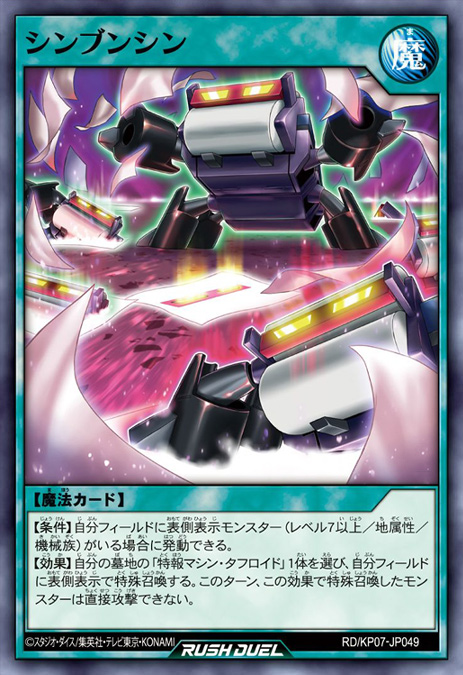 シンブンシン
魔
【魔法カード】
【条件】自分フィールドに表側表示モンスター(レベル7以上/地属性/
機械族)がいる場合に発動できる。
【効果】自分の墓地の「特報マシン・タフロイド」1体を選び、自分フィールド
に表側表示で特殊召喚する。このターン、この効果で特殊召喚したモン
スターは直接攻撃できない。
©スタジオ・ダイス/集英社・テレビ東京・KONAMI
RUSH DUEL
RD/KP07-JP049